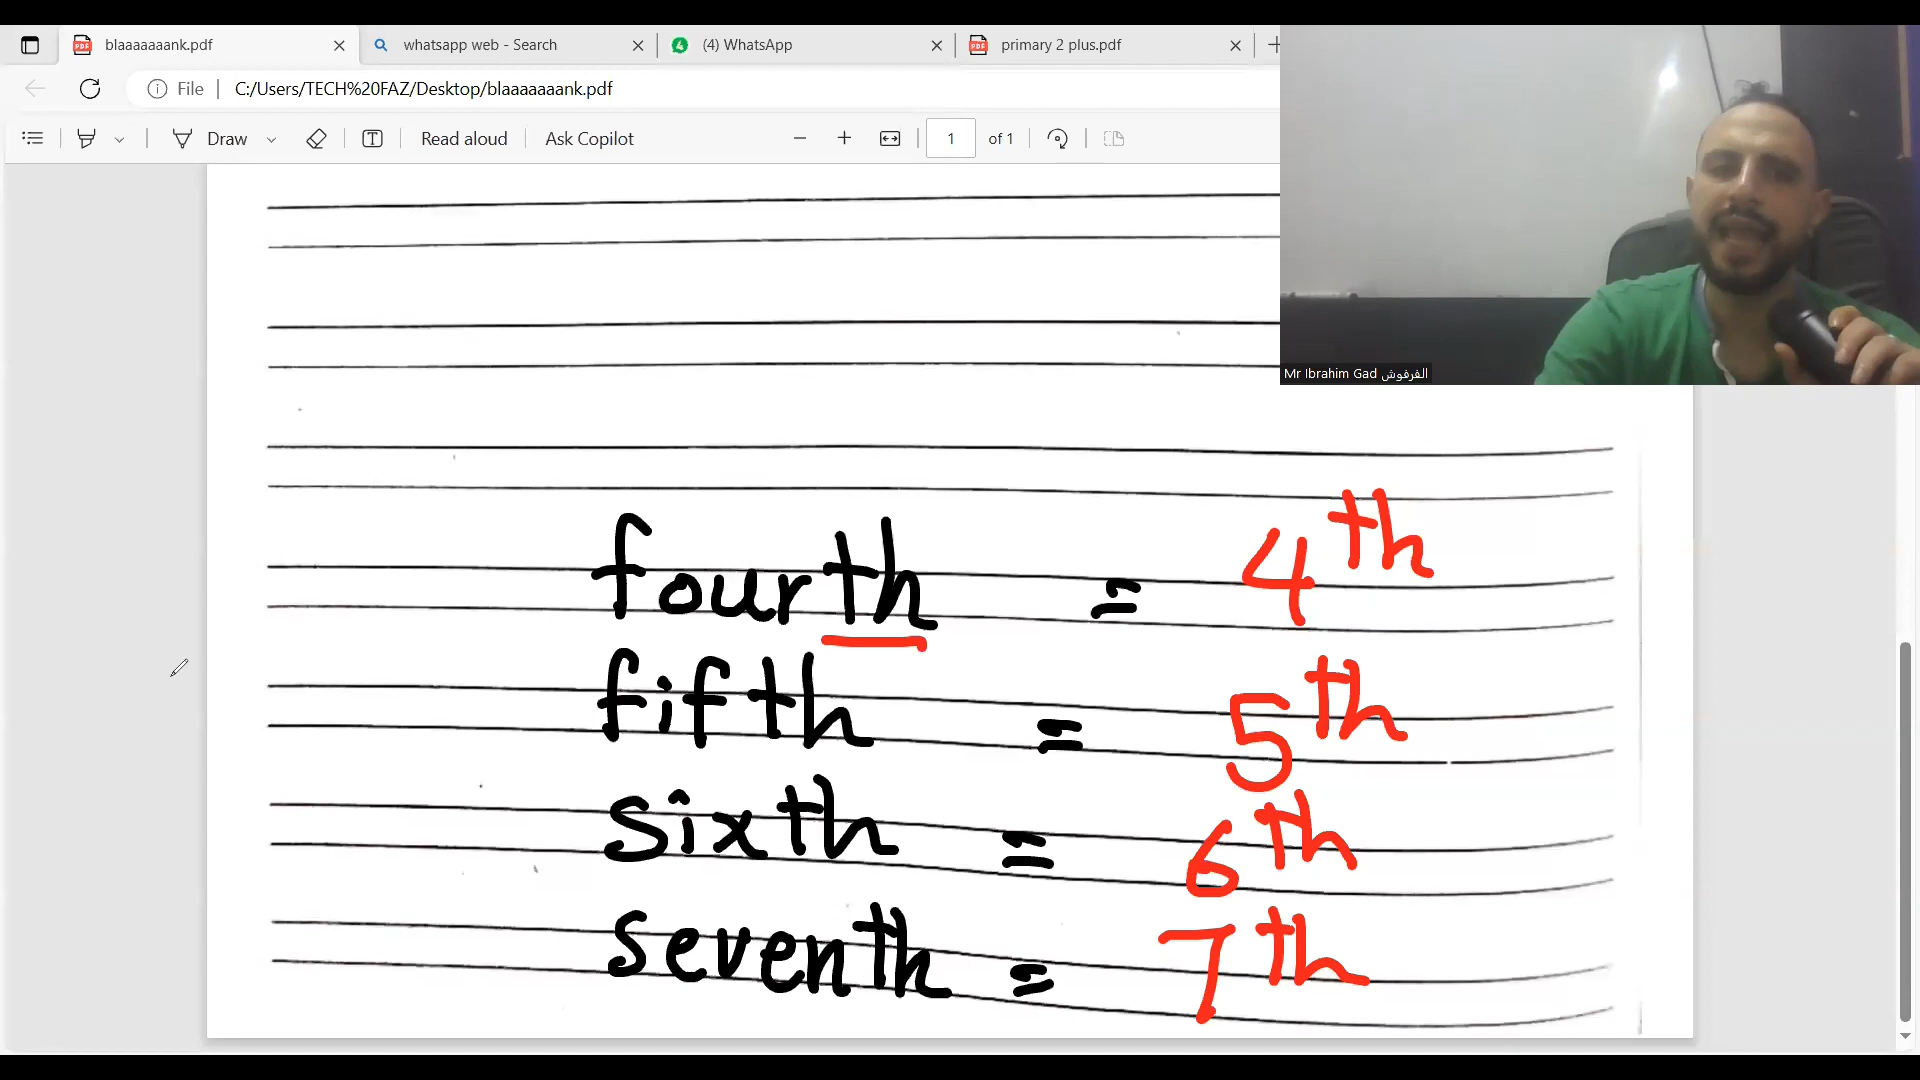 blaaaaaaank.pdf
whatsapp web - Search
(4) WhatsApp
primary 2 plus.pdf
File C:/Users/TECH%20FAZ/Desktop/blaaaaaaank.pdf
Draw Read aloud Ask Copilot 1 of 1
Mr Ibrahim Gad الفرفوش
fourth = 4th
fifth = 5th
sixth = 6th
seventh = 7th